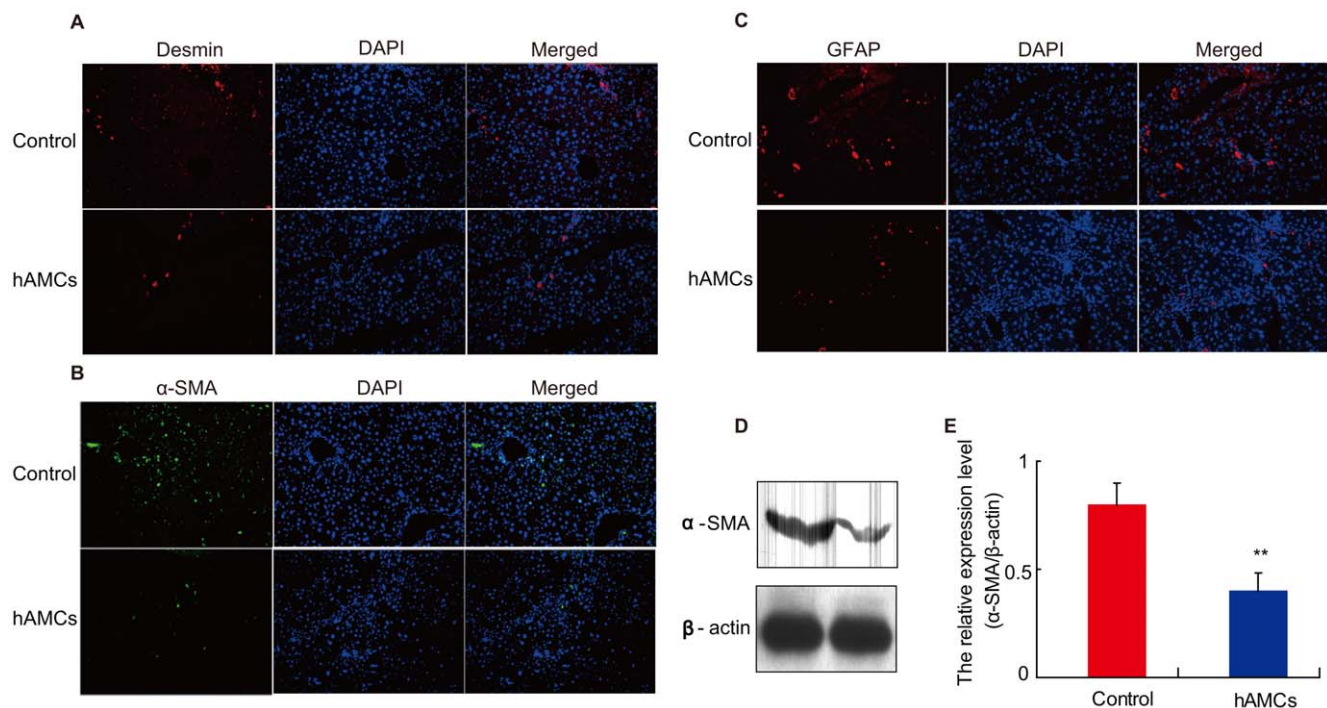 A
Desmin DAPI Merged
Control
hAMCs
B
α-SMA DAPI Merged
Control
hAMCs
C
GFAP DAPI Merged
Control
hAMCs
D
α-SMA
β-actin
E
The relative expression level
(α-SMA/β-actin)
1
0.5
0
**
Control hAMCs